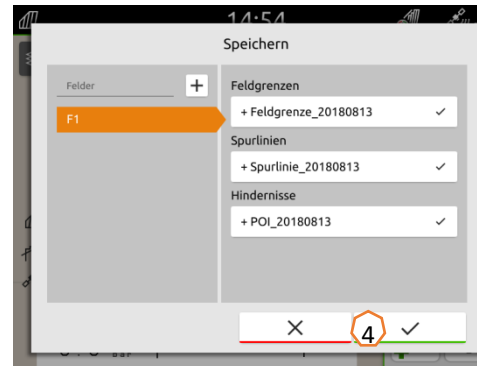 14:54
Speichern
Felder
+
F1
Feldgrenzen
+ Feldgrenze_20180813
Spurlinien
+ Spurlinie_20180813
Hindernisse
+ POI_20180813
4